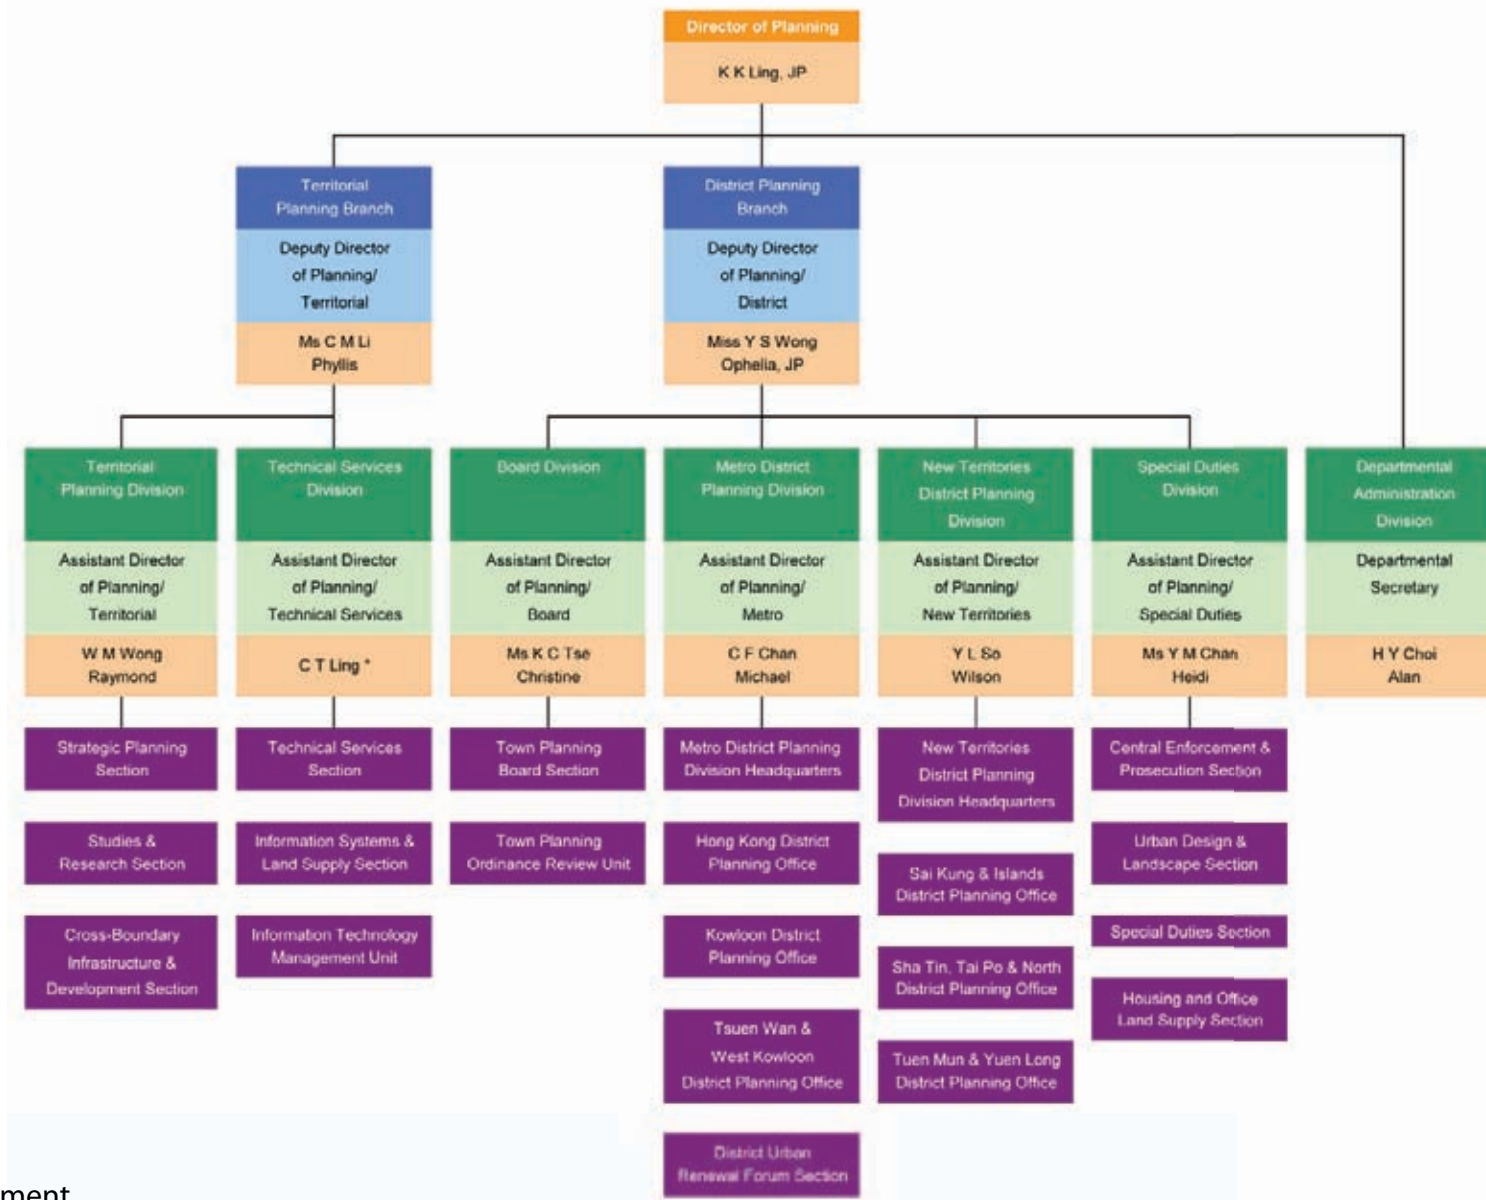 Director of Planning
K K Ling, JP
Territorial
Planning Branch
Deputy Director
of Planning/
Territorial
Ms C M Li
Phyllis
District Planning
Branch
Deputy Director
of Planning/
District
Miss Y S Wong
Ophelia, JP
Territorial
Planning Division
Assistant Director
of Planning/
Territorial
W M Wong
Raymond
Strategic Planning
Section
Studies &
Research Section
Cross-Boundary
Infrastructure &
Development Section
Technical Services
Division
Assistant Director
of Planning/
Technical Services
C T Ling *
Technical Services
Section
Information Systems &
Land Supply Section
Information Technology
Management Unit
Board Division
Assistant Director
of Planning/
Board
Ms K C Tse
Christine
Town Planning
Board Section
Town Planning
Ordinance Review Unit
Metro District
Planning Division
Assistant Director
of Planning/
Metro
C F Chan
Michael
Metro District Planning
Division Headquarters
Hong Kong District
Planning Office
Kowloon District
Planning Office
Tsuen Wan &
West Kowloon
District Planning Office
District Urban
Renewal Forum Section
New Territories
District Planning
Division
Assistant Director
of Planning/
New Territories
Y L So
Wilson
New Territories
District Planning
Division Headquarters
Sai Kung & Islands
District Planning Office
Sha Tin, Tai Po & North
District Planning Office
Tuen Mun & Yuen Long
District Planning Office
Special Duties
Division
Assistant Director
of Planning/
Special Duties
Ms Y M Chan
Heidi
Central Enforcement &
Prosecution Section
Urban Design &
Landscape Section
Special Duties Section
Housing and Office
Land Supply Section
Departmental
Administration
Division
Departmental
Secretary
H Y Choi
Alan